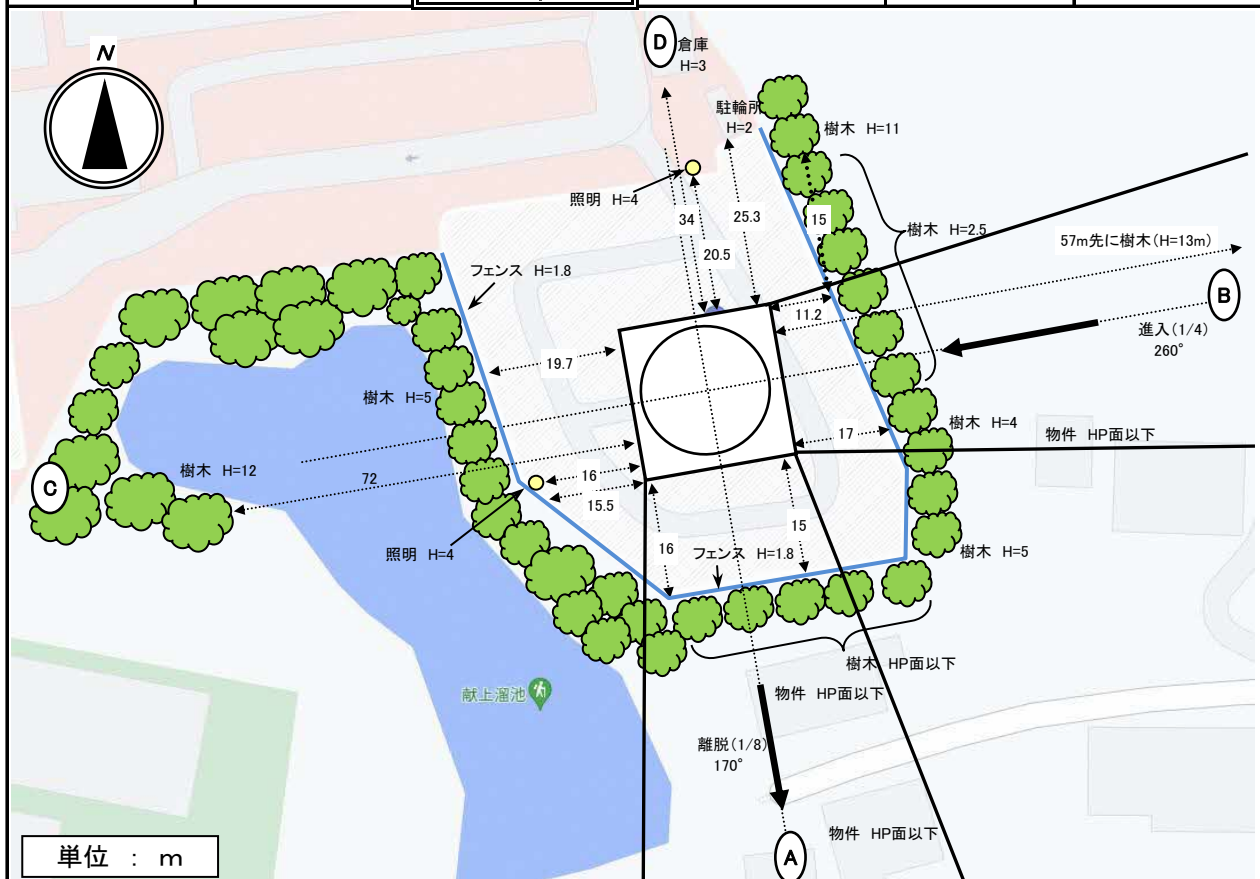 N
D
倉庫
H=3
駐輪所
H=2
樹木 H=11
照明 H=4
34
25.3
15
樹木 H=2.5
20.5
57m先に樹木(H=13m)
フェンス H=1.8
B
11.2
進入(1/4)
260°
19.7
樹木 H=5
樹木 H=4
17
物件 HP面以下
樹木 H=12
C
72
16
15.5
15
16
フェンス H=1.8
照明 H=4
樹木 H=5
樹木 HP面以下
献上溜池
物件 HP面以下
離脱(1/8)
170°
物件 HP面以下
A
単位 : m